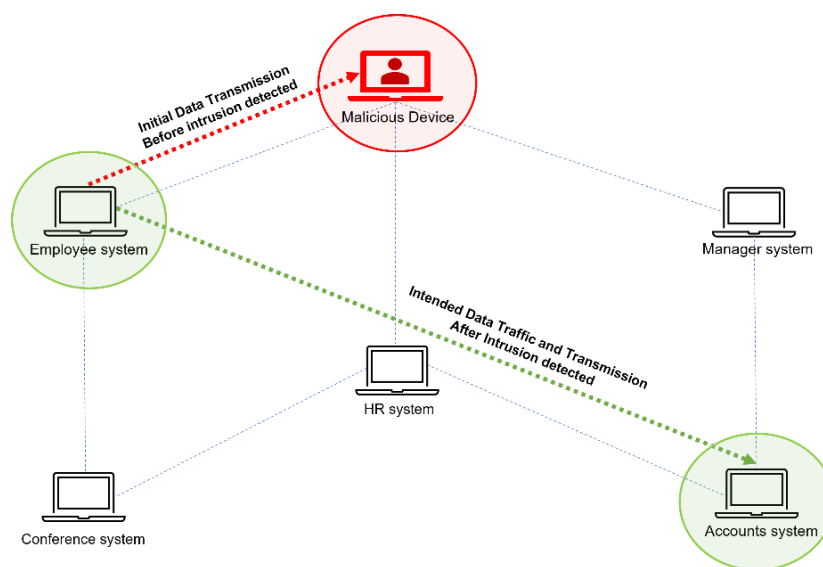 Initial Data Transmission
Before intrusion detected
Malicious Device
Employee system
Manager system
Intended Data Traffic and Transmission
After Intrusion detected
HR system
Conference system
Accounts system